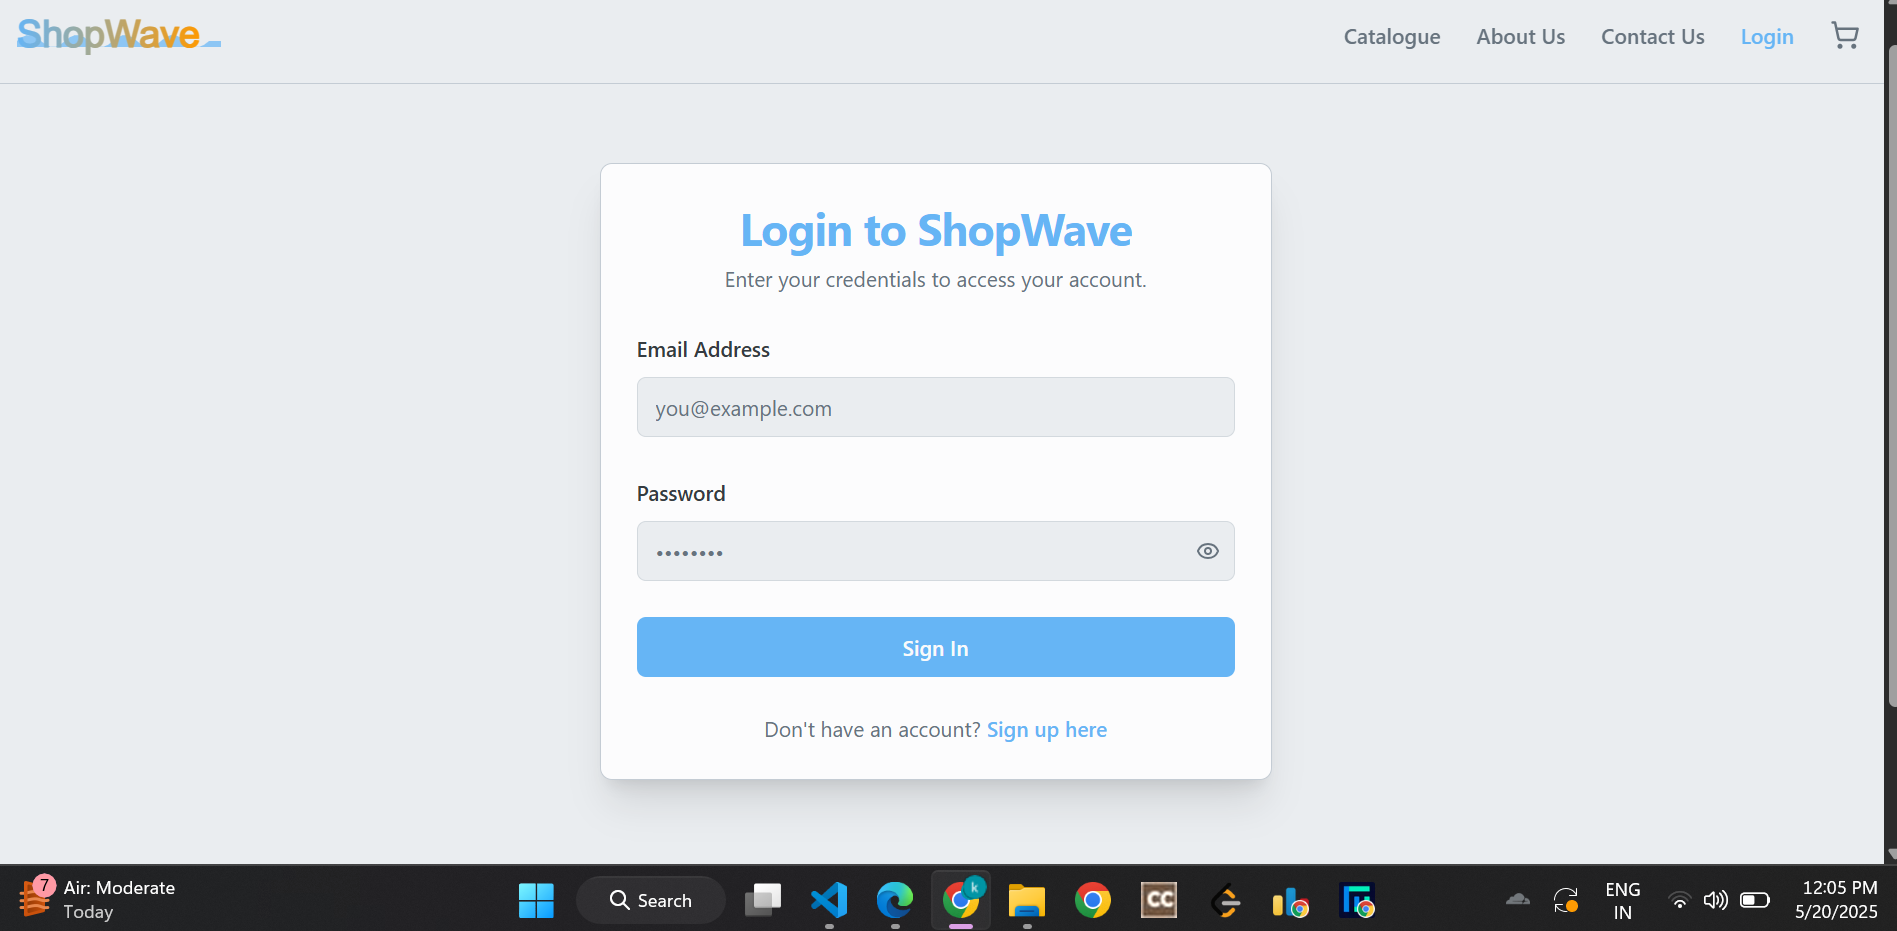 ShopWave
Catalogue
About Us
Contact Us
Login
Login to ShopWave
Enter your credentials to access your account.
Email Address
you@example.com
Password
••••••••
Sign In
Don't have an account? Sign up here
7
Air: Moderate
Today
Search
k
CC
ENG
IN
12:05 PM
5/20/2025